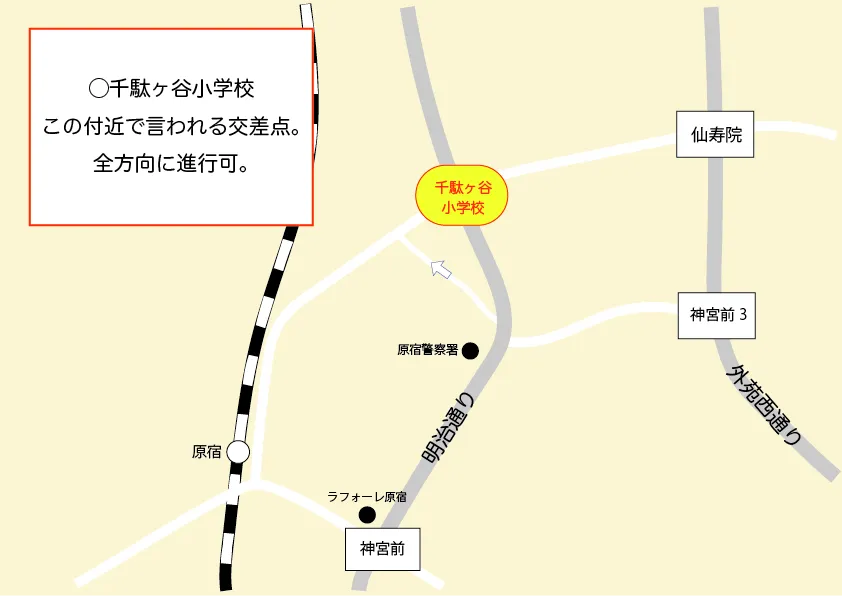 ◯千駄ヶ谷小学校
この付近で言われる交差点。
全方向に進行可。
仙寿院
千駄ヶ谷
小学校
神宮前3
原宿警察署
外苑西通り
明治通り
原宿
ラフォーレ原宿
神宮前